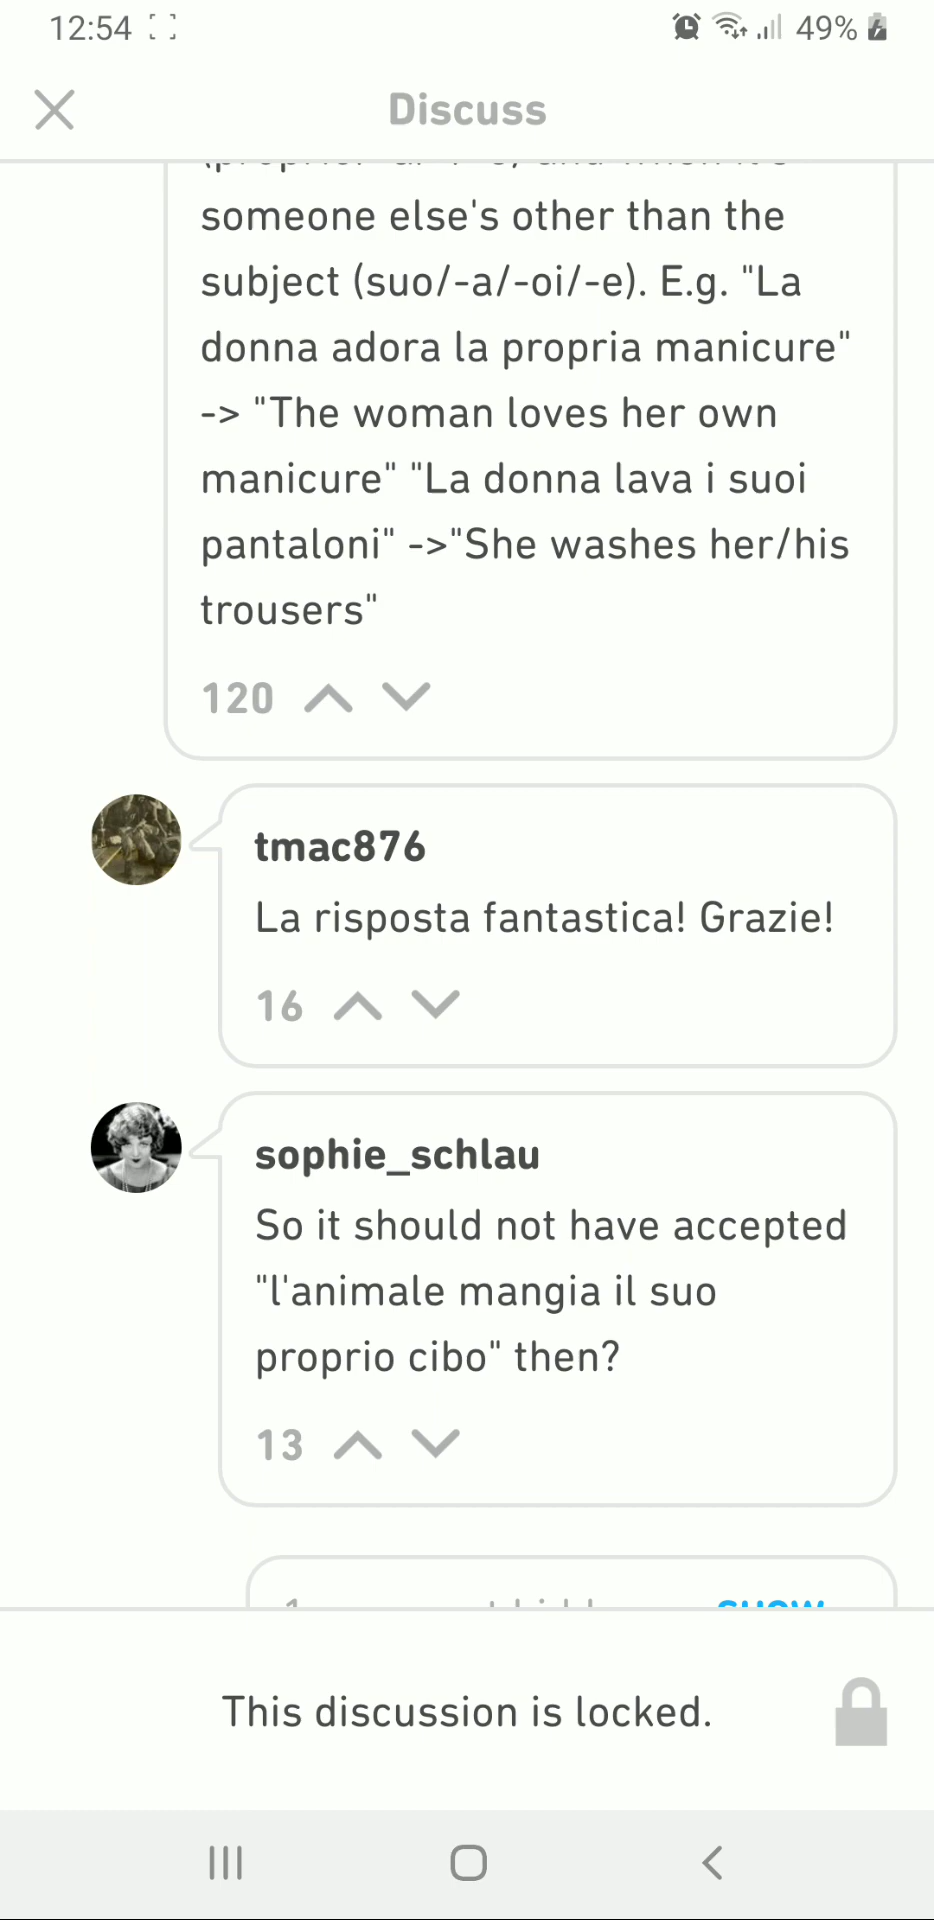 12:54
49%
Discuss
someone else's other than the
subject (suo/-a/-oi/-e). E.g. "La
donna adora la propria manicure"
-> "The woman loves her own
manicure" "La donna lava i suoi
pantaloni" ->"She washes her/his
trousers"
120
tmac876
La risposta fantastica! Grazie!
16
sophie_schlau
So it should not have accepted
"l'animale mangia il suo
proprio cibo" then?
13
SHOW
This discussion is locked.